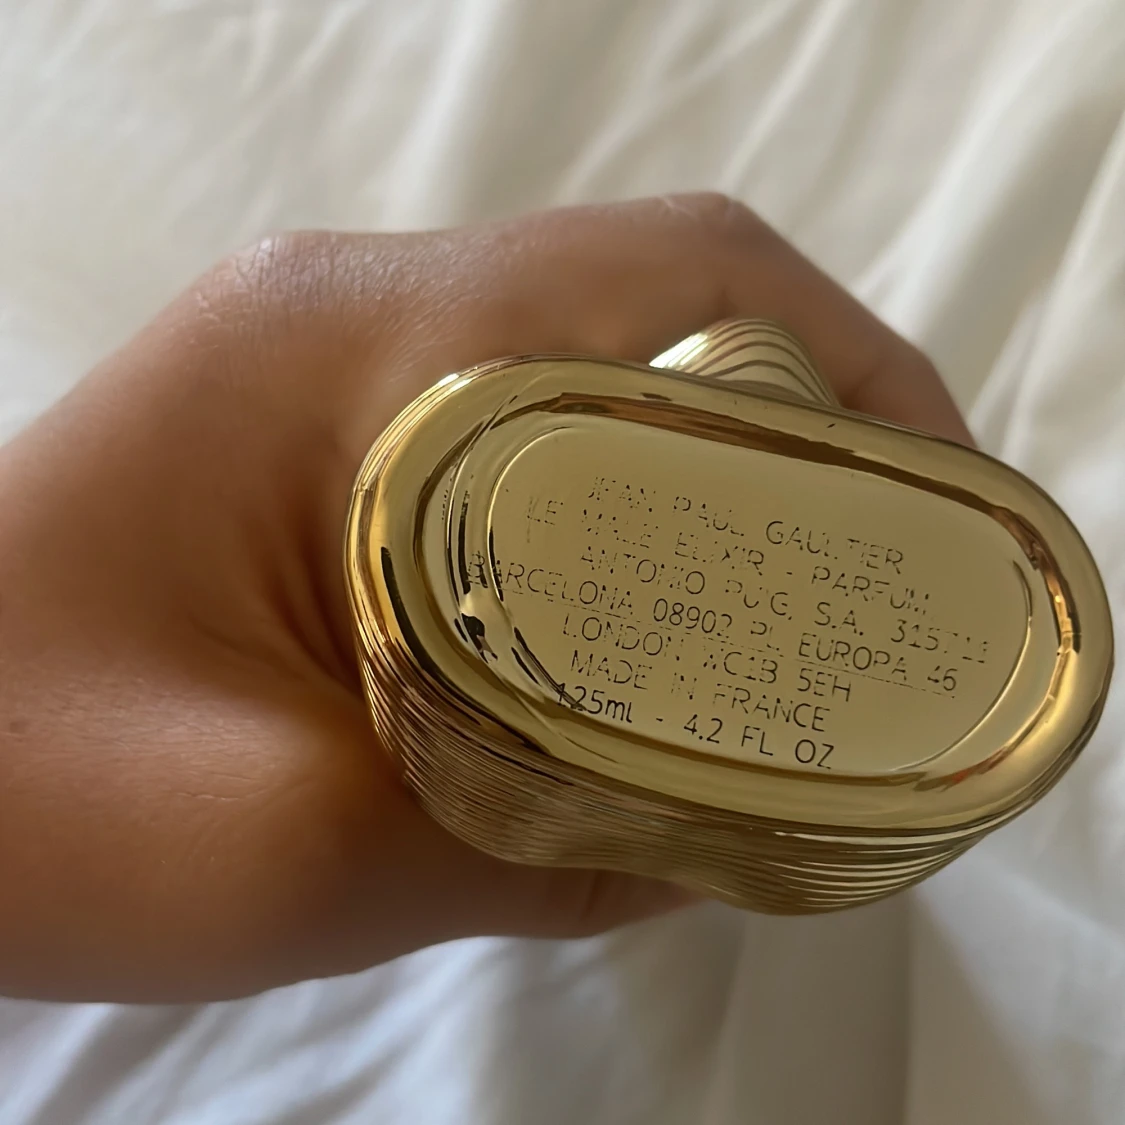 JEAN PAUL GAULTIER
LE MALE ELIXIR - PARFUM
ANTONIO PUIG, S.A. 315711
BARCELONA 08902 PL EUROPA 46
LONDON WC1B 5EH
MADE IN FRANCE
125ml - 4.2 FL OZ